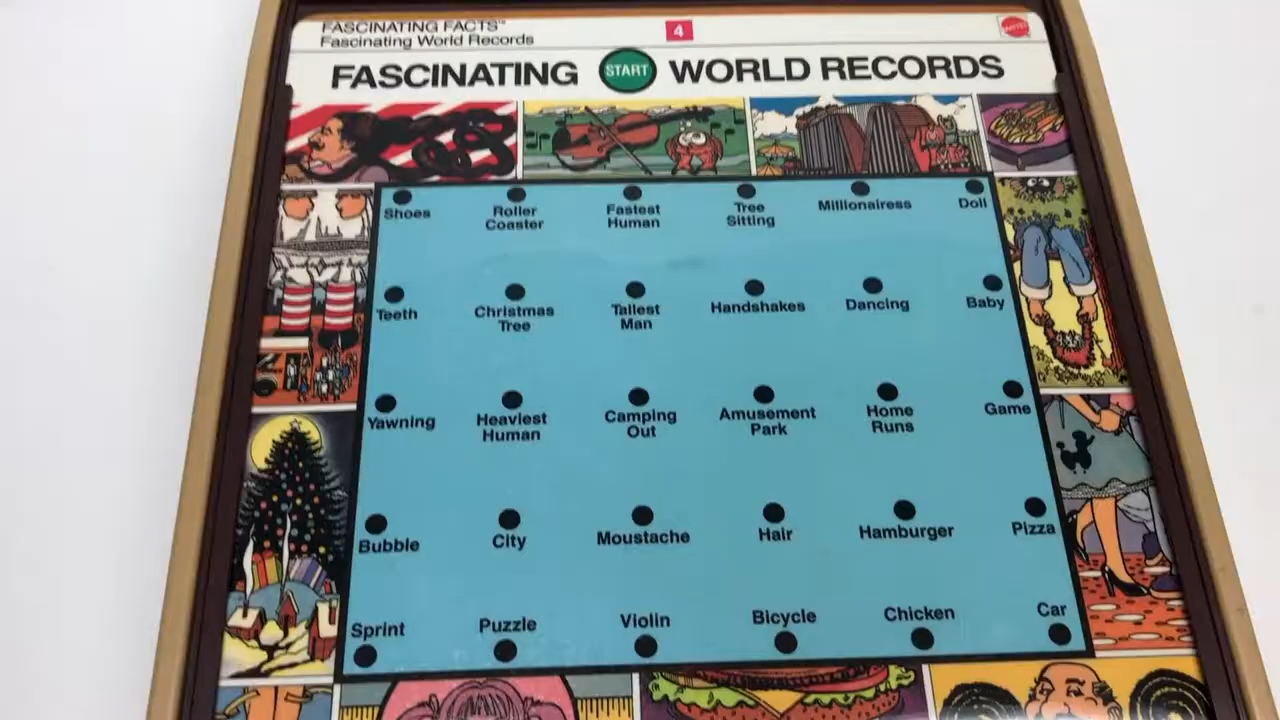 FASCINATING FACTS™
4
MATTEL
Fascinating World Records
FASCINATING START WORLD RECORDS
Shoes
Roller
Coaster
Fastest
Human
Tree
Sitting
Millionairess
Doll
Teeth
Christmas
Tree
Tallest
Man
Handshakes
Dancing
Baby
Yawning
Heaviest
Human
Camping
Out
Amusement
Park
Home
Runs
Game
Bubble
City
Moustache
Hair
Hamburger
Pizza
Sprint
Puzzle
Violin
Bicycle
Chicken
Car